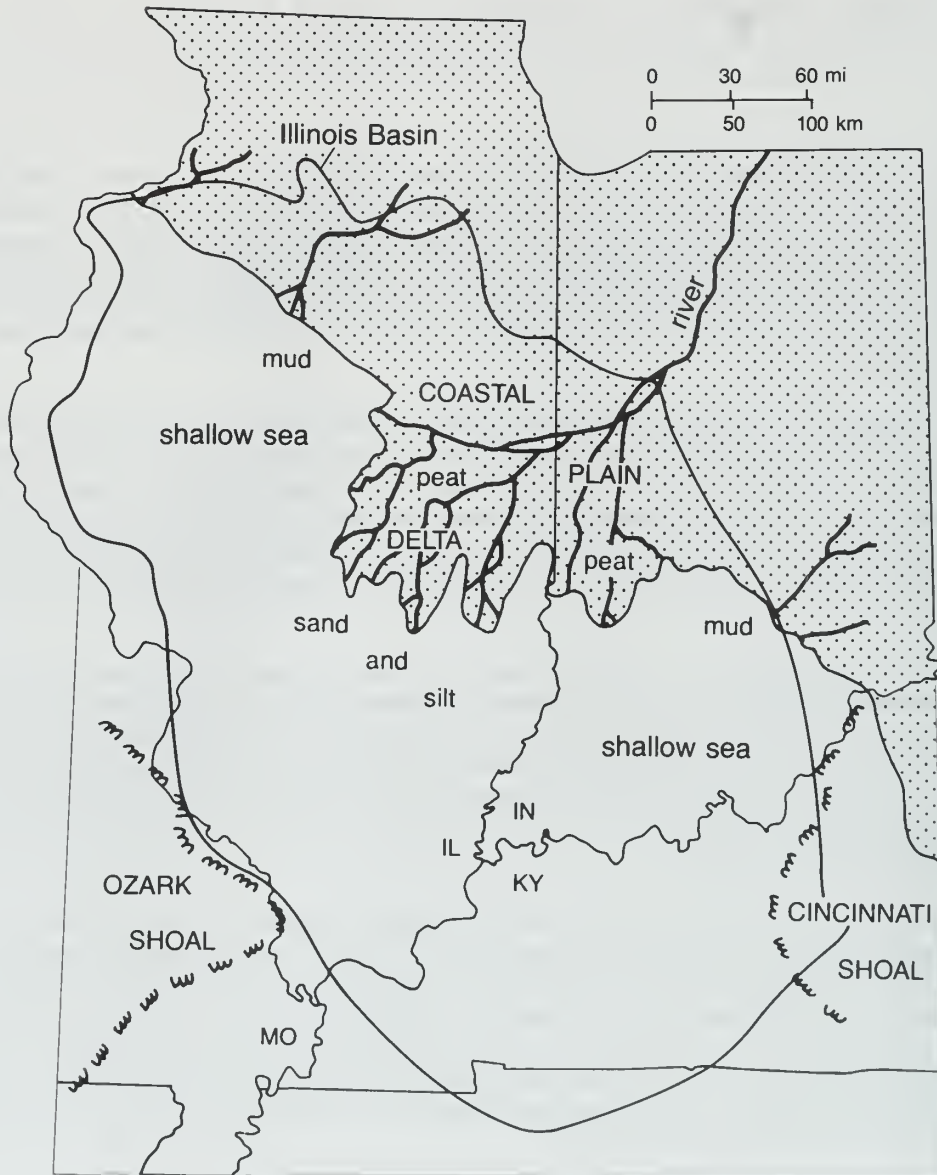 0 30 60 mi
0 50 100 km
Illinois Basin
river
mud
COASTAL
shallow sea
peat
PLAIN
DELTA
peat
sand
mud
and
silt
shallow sea
IN
IL
KY
OZARK
CINCINNATI
SHOAL
SHOAL
MO